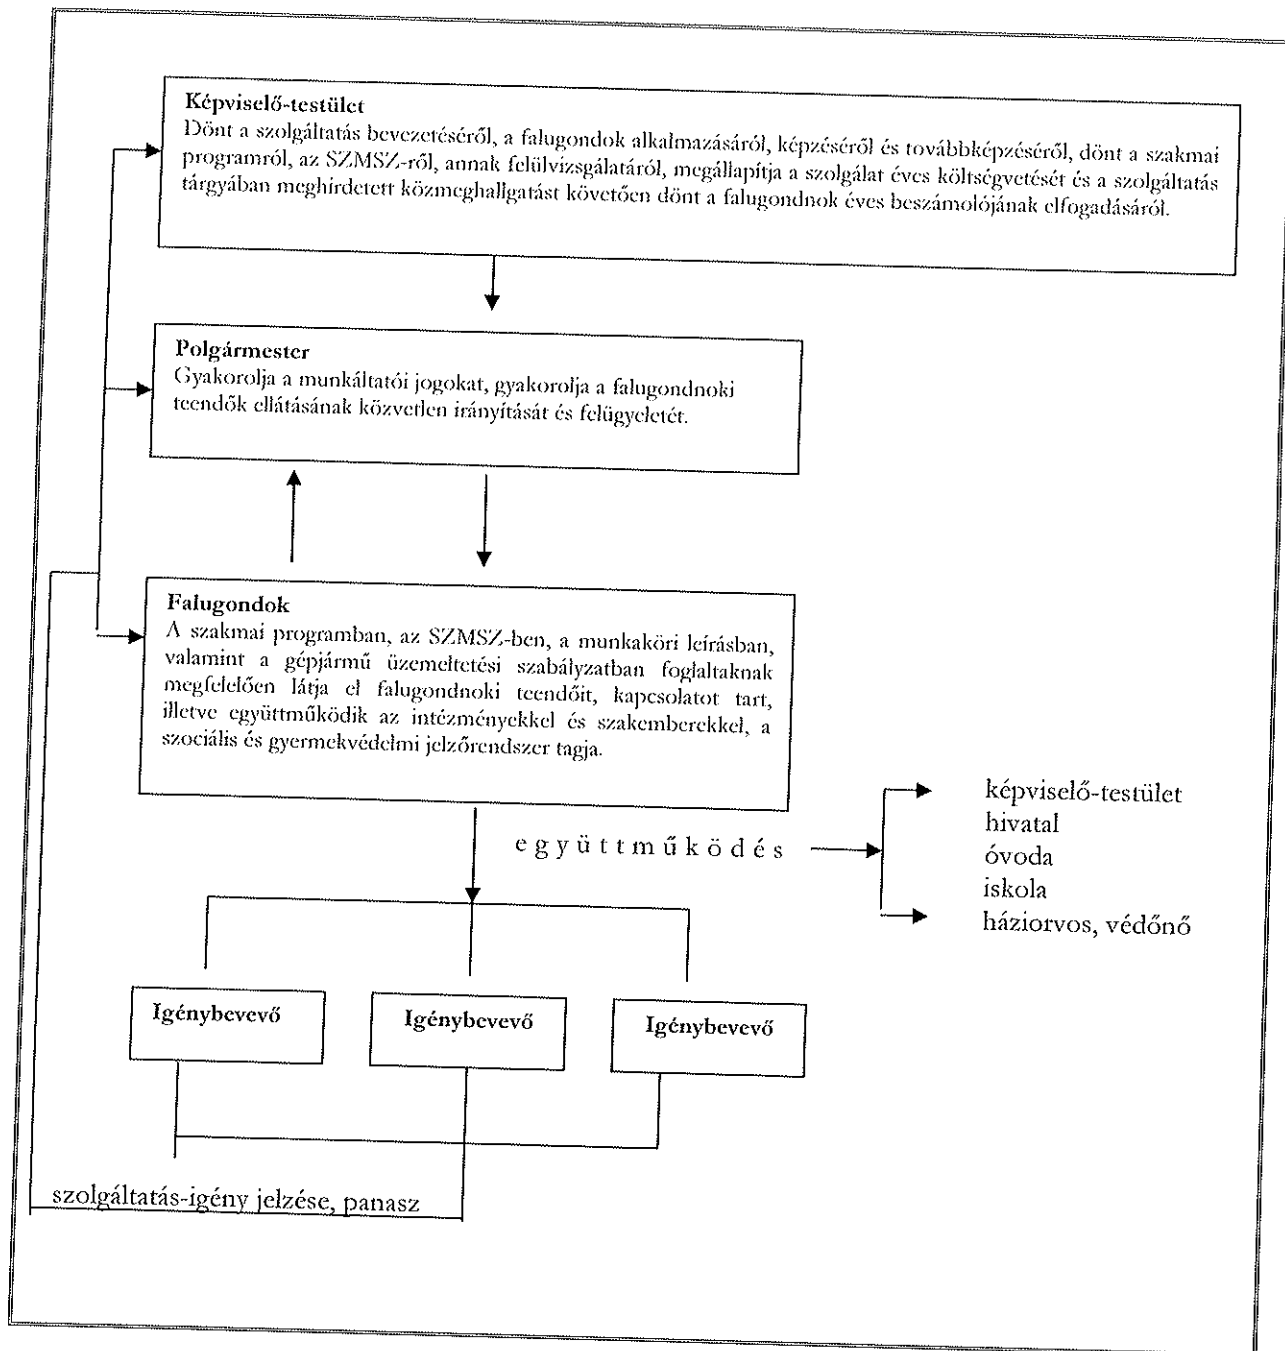 Képviselő-testület
Dönt a szolgáltatás bevezetéséről, a falugondok alkalmazásáról, képzéséről és továbbképzéséről, dönt a szakmai
programról, az SZMSZ-ről, annak felülvizsgálatáról, megállapítja a szolgálat éves költségvetését és a szolgáltatás
tárgyában meghirdetett közmeghallgatást követően dönt a falugondnok éves beszámolójának elfogadásáról.
Polgármester
Gyakorolja a munkáltatói jogokat, gyakorolja a falugondnoki
teendők ellátásának közvetlen irányítását és felügyeletét.
Falugondok
A szakmai programban, az SZMSZ-ben, a munkaköri leírásban,
valamint a gépjármű üzemeltetési szabályzatban foglaltaknak
megfelelően látja el falugondnoki teendőit, kapcsolatot tart,
illetve együttműködik az intézményekkel és szakemberekkel, a
szociális és gyermekvédelmi jelzőrendszer tagja.
együttműködés
képviselő-testület
hivatal
óvoda
iskola
háziorvos, védőnő
Igénybevevő
Igénybevevő
Igénybevevő
szolgáltatás-igény jelzése, panasz